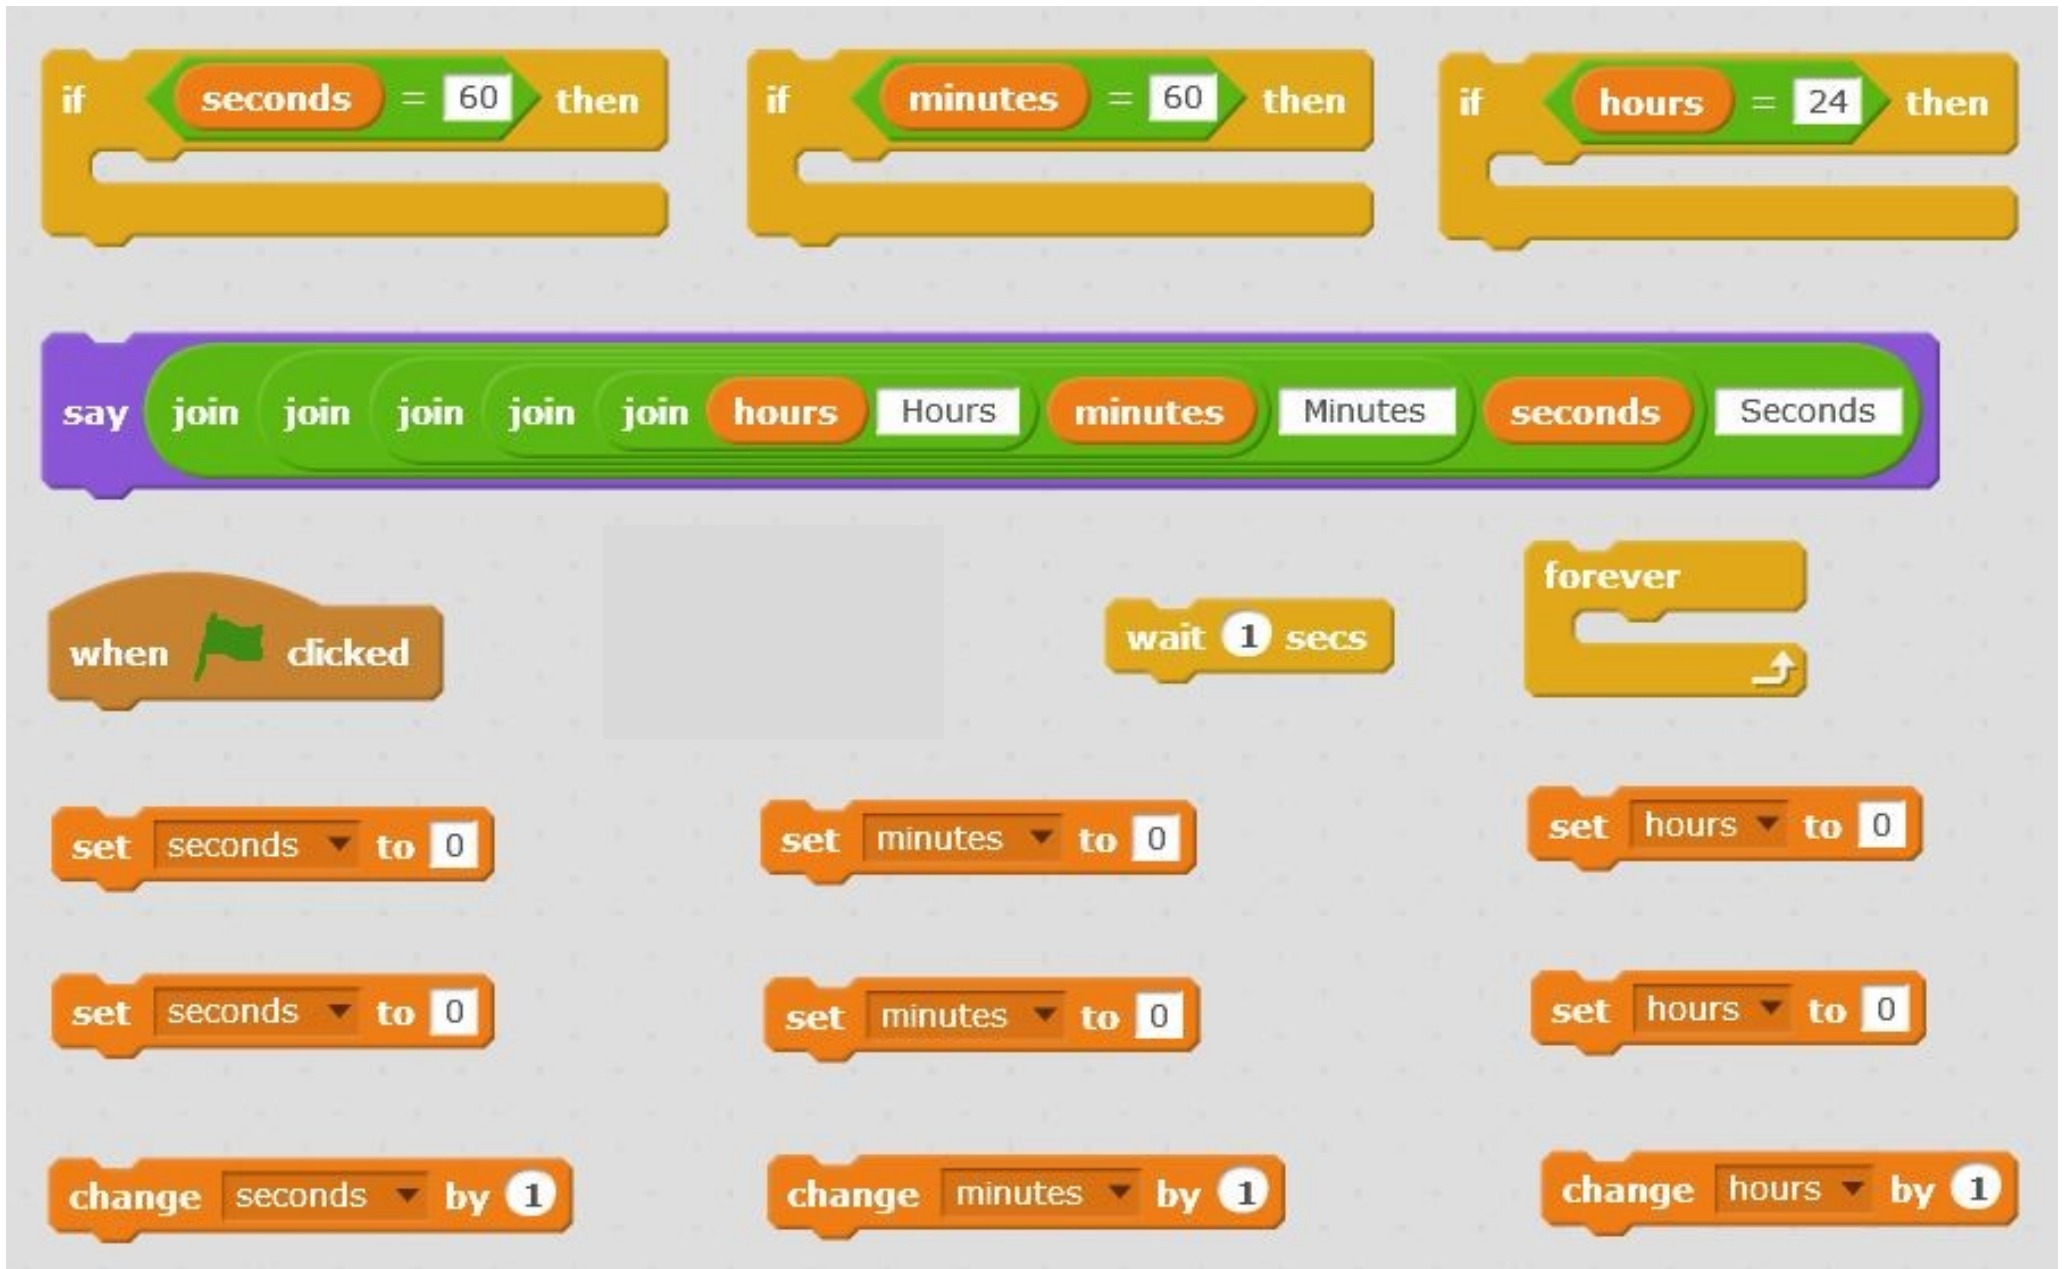 if seconds = 60 then
if minutes = 60 then
if hours = 24 then
say join join join join join hours Hours minutes Minutes seconds Seconds
when clicked
wait 1 secs
forever
set seconds to 0
set minutes to 0
set hours to 0
set seconds to 0
set minutes to 0
set hours to 0
change seconds by 1
change minutes by 1
change hours by 1